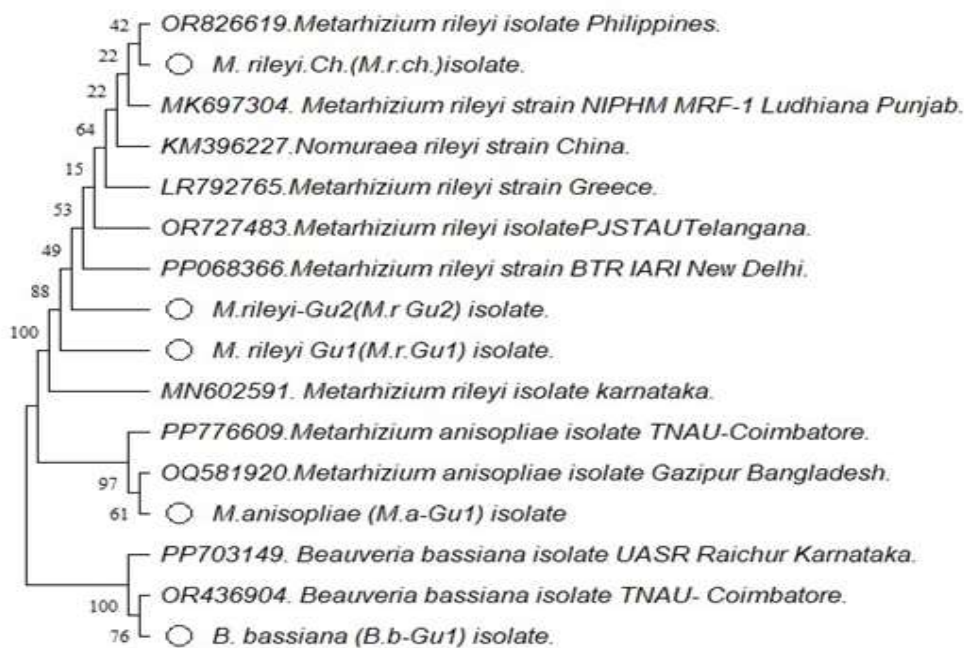 42
OR826619.Metarhizium rileyi isolate Philippines.
22
M. rileyi.Ch.(M.r.ch.)isolate.
22
MK697304. Metarhizium rileyi strain NIPHM MRF-1 Ludhiana Punjab.
64
KM396227.Nomuraea rileyi strain China.
15
LR792765.Metarhizium rileyi strain Greece.
53
OR727483.Metarhizium rileyi isolatePJSTAUTelangana.
49
PP068366.Metarhizium rileyi strain BTR IARI New Delhi.
88
M.rileyi-Gu2(M.r Gu2) isolate.
100
M. rileyi Gu1(M.r.Gu1) isolate.
MN602591. Metarhizium rileyi isolate karnataka.
PP776609.Metarhizium anisopliae isolate TNAU-Coimbatore.
OQ581920.Metarhizium anisopliae isolate Gazipur Bangladesh.
97
61
M.anisopliae (M.a-Gu1) isolate
PP703149. Beauveria bassiana isolate UASR Raichur Karnataka.
OR436904. Beauveria bassiana isolate TNAU- Coimbatore.
100
76
B. bassiana (B.b-Gu1) isolate.